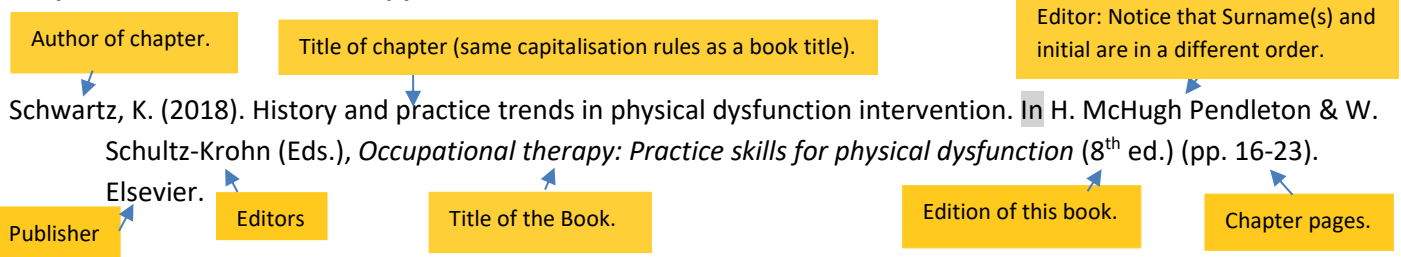 Editor: Notice that Surname(s) and
initial are in a different order.
Author of chapter.
Title of chapter (same capitalisation rules as a book title).
Schwartz, K. (2018). History and practice trends in physical dysfunction intervention. In H. McHugh Pendleton & W.
Schultz-Krohn (Eds.), Occupational therapy: Practice skills for physical dysfunction (8th ed.) (pp. 16-23).
Elsevier.
Publisher
Editors
Title of the Book.
Edition of this book.
Chapter pages.